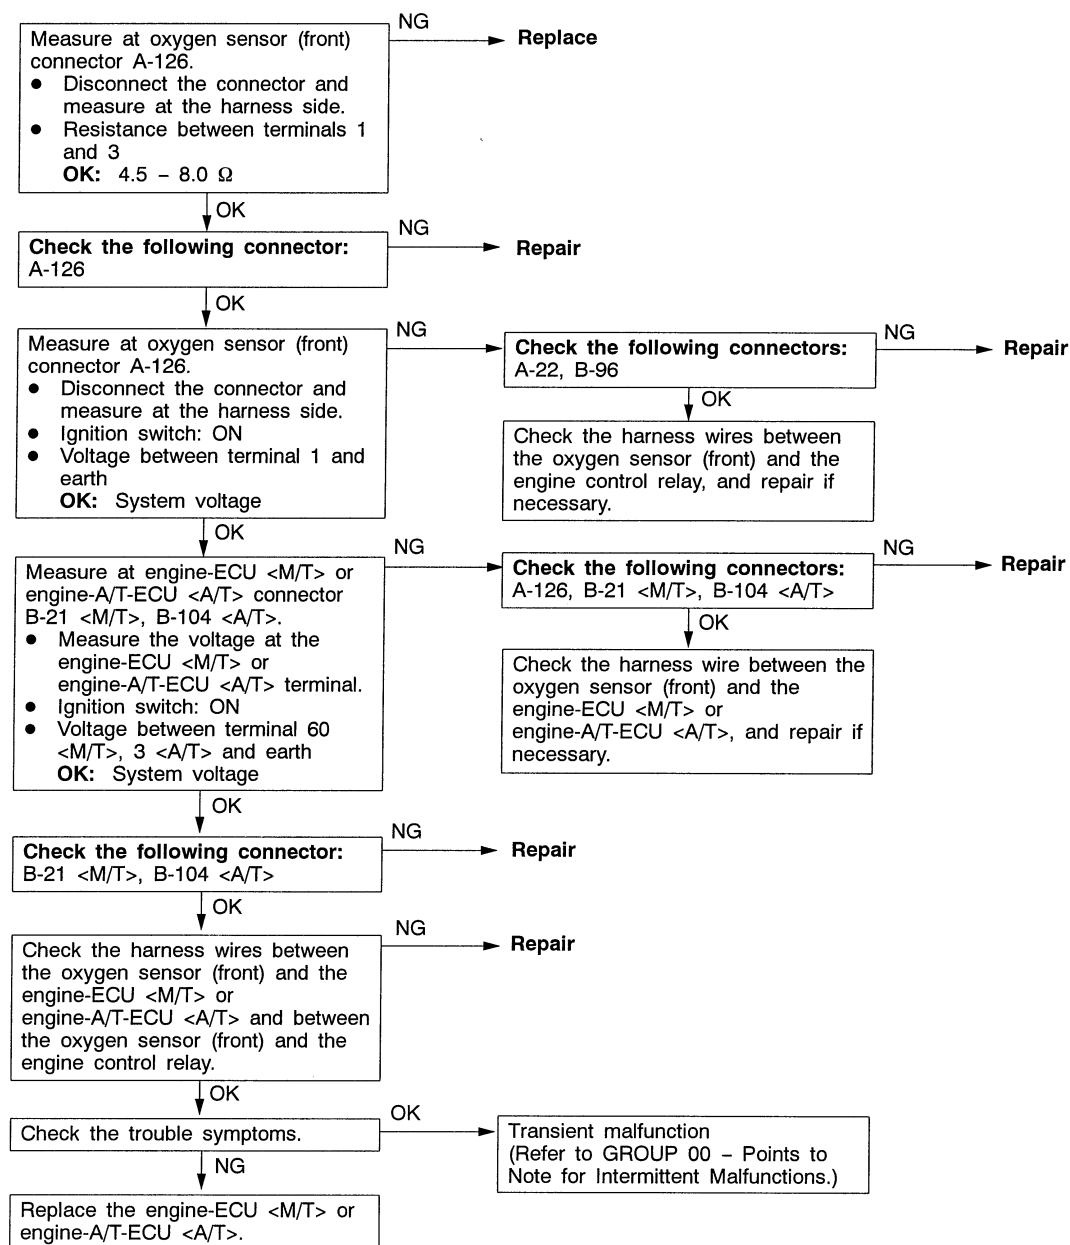 NG
Measure at oxygen sensor (front)
connector A-126.
● Disconnect the connector and
measure at the harness side.
● Resistance between terminals 1
and 3
OK: 4.5 – 8.0 Ω
Replace
OK
NG
Check the following connector:
A-126
Repair
OK
NG
Measure at oxygen sensor (front)
connector A-126.
● Disconnect the connector and
measure at the harness side.
● Ignition switch: ON
● Voltage between terminal 1 and
earth
OK: System voltage
Check the following connectors:
A-22, B-96
NG
Repair
OK
Check the harness wires between
the oxygen sensor (front) and the
engine control relay, and repair if
necessary.
OK
NG
Measure at engine-ECU <M/T> or
engine-A/T-ECU <A/T> connector
B-21 <M/T>, B-104 <A/T>.
● Measure the voltage at the
engine-ECU <M/T> or
engine-A/T-ECU <A/T> terminal.
● Ignition switch: ON
● Voltage between terminal 60
<M/T>, 3 <A/T> and earth
OK: System voltage
Check the following connectors:
A-126, B-21 <M/T>, B-104 <A/T>
NG
Repair
OK
Check the harness wire between the
oxygen sensor (front) and the
engine-ECU <M/T> or
engine-A/T-ECU <A/T>, and repair if
necessary.
OK
NG
Check the following connector:
B-21 <M/T>, B-104 <A/T>
Repair
OK
NG
Check the harness wires between
the oxygen sensor (front) and the
engine-ECU <M/T> or
engine-A/T-ECU <A/T> and between
the oxygen sensor (front) and the
engine control relay.
Repair
OK
OK
Check the trouble symptoms.
Transient malfunction
(Refer to GROUP 00 – Points to
Note for Intermittent Malfunctions.)
NG
Replace the engine-ECU <M/T> or
engine-A/T-ECU <A/T>.